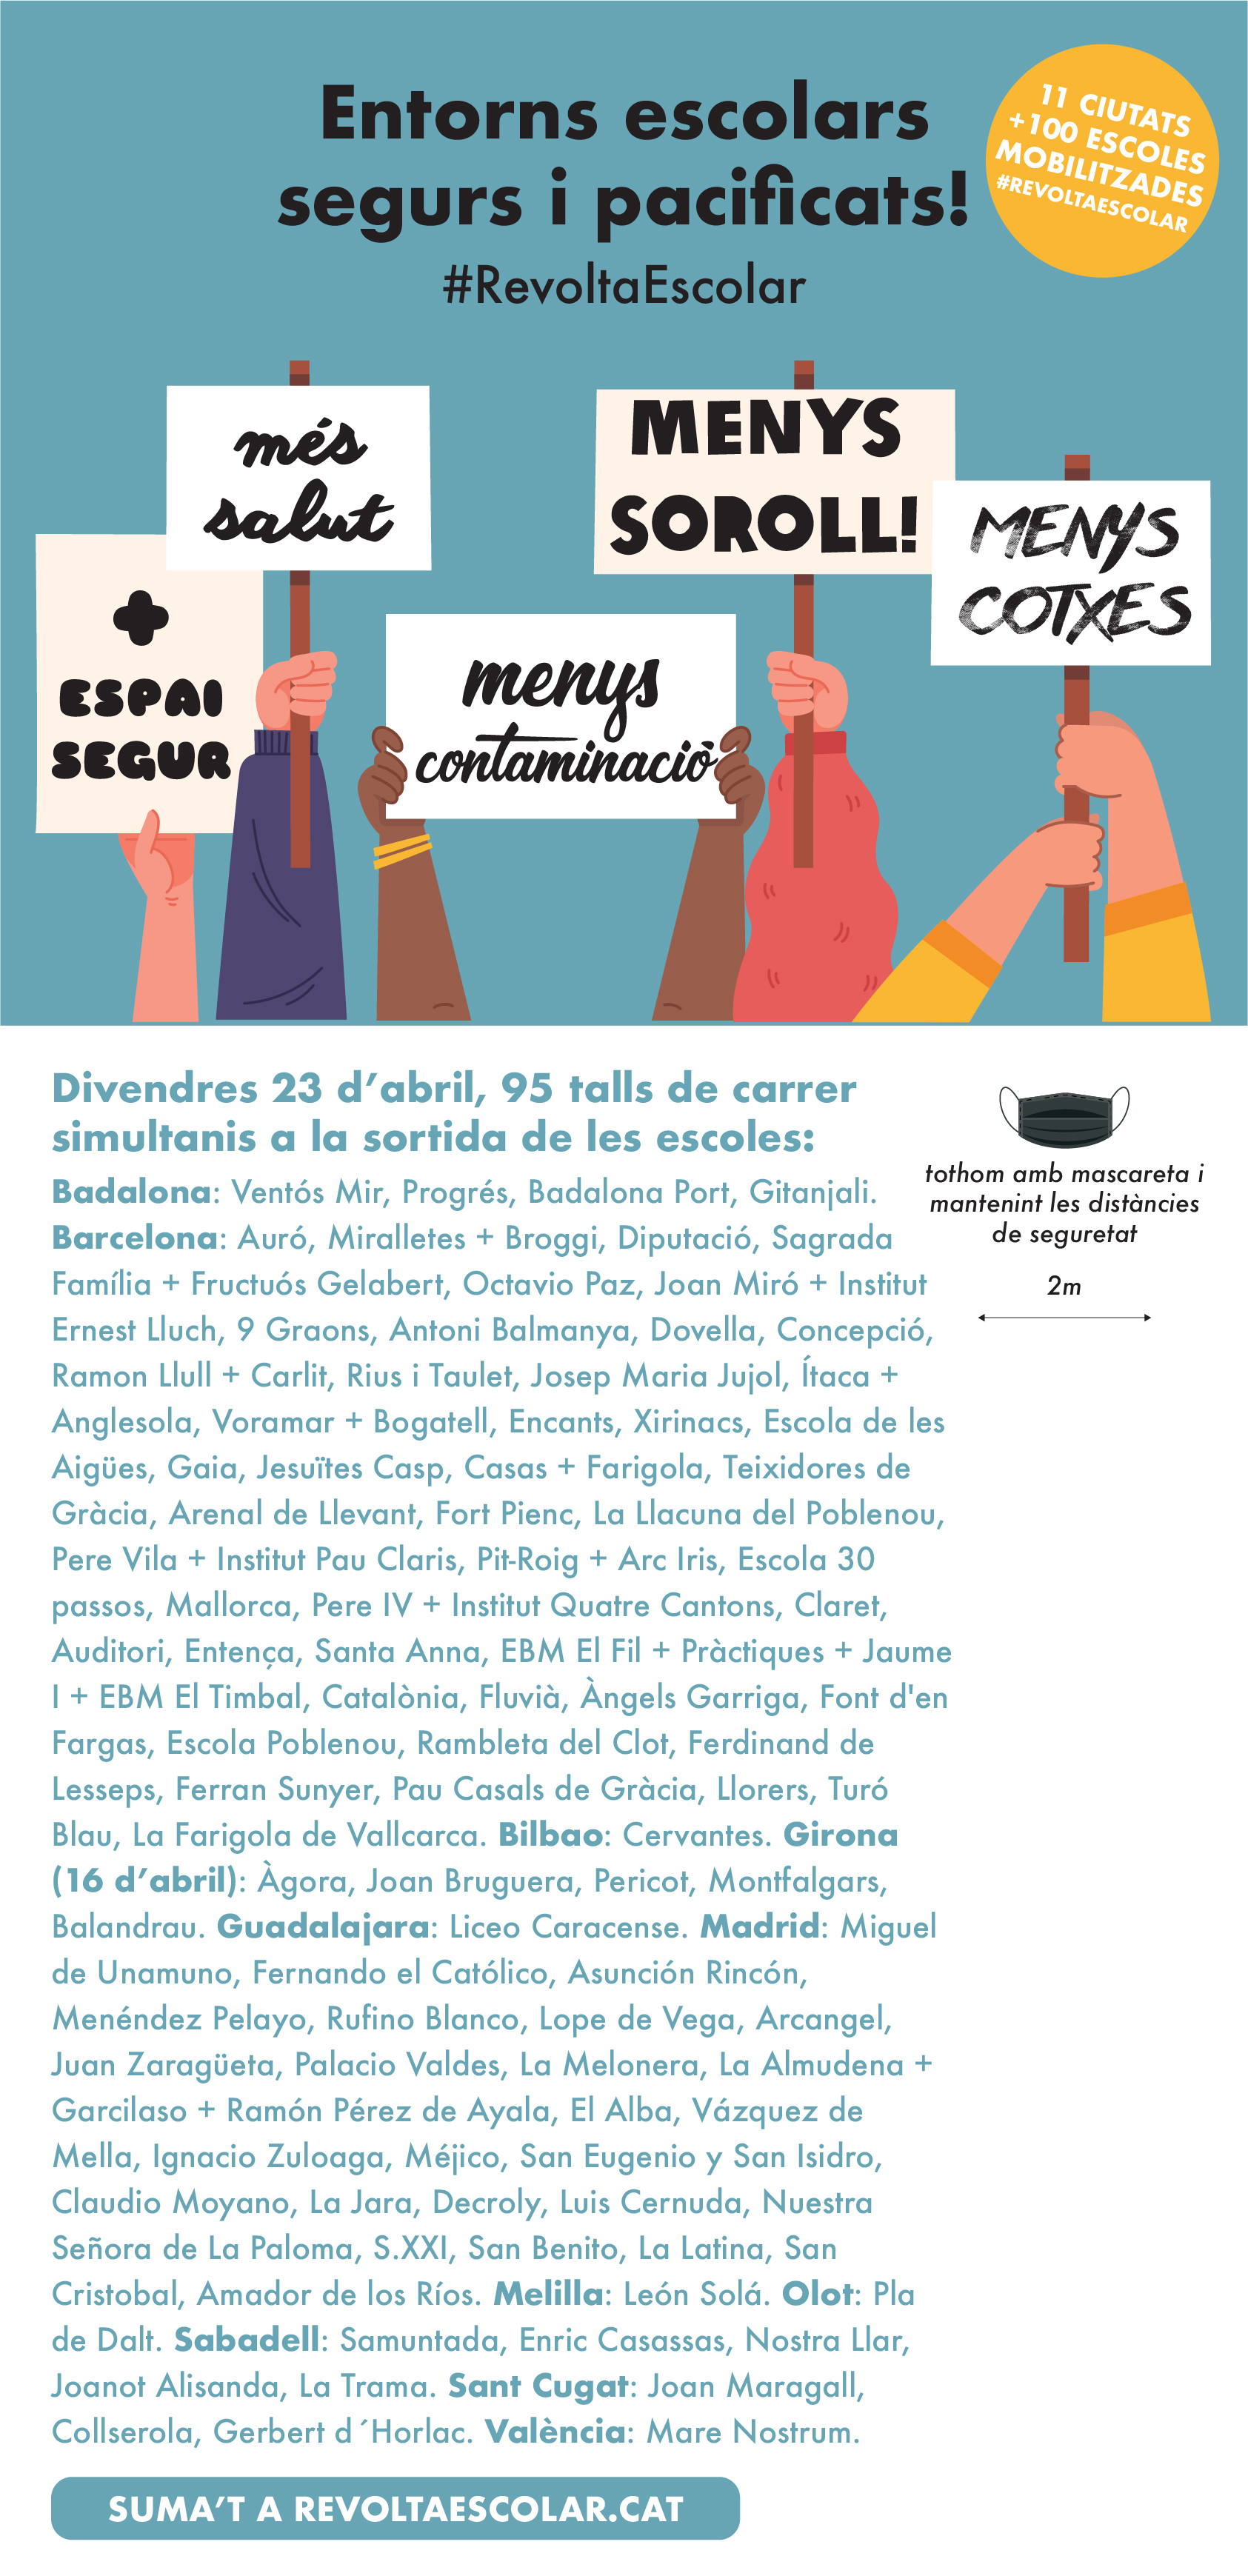 Entorns escolars
segurs i pacificats!
#RevoltaEscolar
11 CIUTATS
+100 ESCOLES
MOBILITZADES
#REVOLTAESCOLAR
més
salut
MENYS
SOROLL!
MENYS
COTXES
+
ESPAI
SEGUR
menys
contaminació
Divendres 23 d’abril, 95 talls de carrer
simultanis a la sortida de les escoles:
Badalona: Ventós Mir, Progrés, Badalona Port, Gitanjali.
Barcelona: Auró, Miralletes + Broggi, Diputació, Sagrada
Família + Fructuós Gelabert, Octavio Paz, Joan Miró + Institut
Ernest Lluch, 9 Graons, Antoni Balmanya, Dovella, Concepció,
Ramon Llull + Carlit, Rius i Taulet, Josep Maria Jujol, Ítaca +
Anglesola, Voramar + Bogatell, Encants, Xirinacs, Escola de les
Aigües, Gaia, Jesuïtes Casp, Casas + Farigola, Teixidores de
Gràcia, Arenal de Llevant, Fort Pienc, La Llacuna del Poblenou,
Pere Vila + Institut Pau Claris, Pit-Roig + Arc Iris, Escola 30
passos, Mallorca, Pere IV + Institut Quatre Cantons, Claret,
Auditori, Entença, Santa Anna, EBM El Fil + Pràctiques + Jaume
I + EBM El Timbal, Catalònia, Fluvià, Àngels Garriga, Font d'en
Fargas, Escola Poblenou, Rambleta del Clot, Ferdinand de
Lesseps, Ferran Sunyer, Pau Casals de Gràcia, Llorers, Turó
Blau, La Farigola de Vallcarca. Bilbao: Cervantes. Girona
(16 d’abril): Àgora, Joan Bruguera, Pericot, Montfalgars,
Balandrau. Guadalajara: Liceo Caracense. Madrid: Miguel
de Unamuno, Fernando el Católico, Asunción Rincón,
Menéndez Pelayo, Rufino Blanco, Lope de Vega, Arcangel,
Juan Zaragüeta, Palacio Valdes, La Melonera, La Almudena +
Garcilaso + Ramón Pérez de Ayala, El Alba, Vázquez de
Mella, Ignacio Zuloaga, Méjico, San Eugenio y San Isidro,
Claudio Moyano, La Jara, Decroly, Luis Cernuda, Nuestra
Señora de La Paloma, S.XXI, San Benito, La Latina, San
Cristobal, Amador de los Ríos. Melilla: León Solá. Olot: Pla
de Dalt. Sabadell: Samuntada, Enric Casassas, Nostra Llar,
Joanot Alisanda, La Trama. Sant Cugat: Joan Maragall,
Collserola, Gerbert d´Horlac. València: Mare Nostrum.
tothom amb mascareta i
mantenint les distàncies
de seguretat
2m
SUMA’T A REVOLTAESCOLAR.CAT